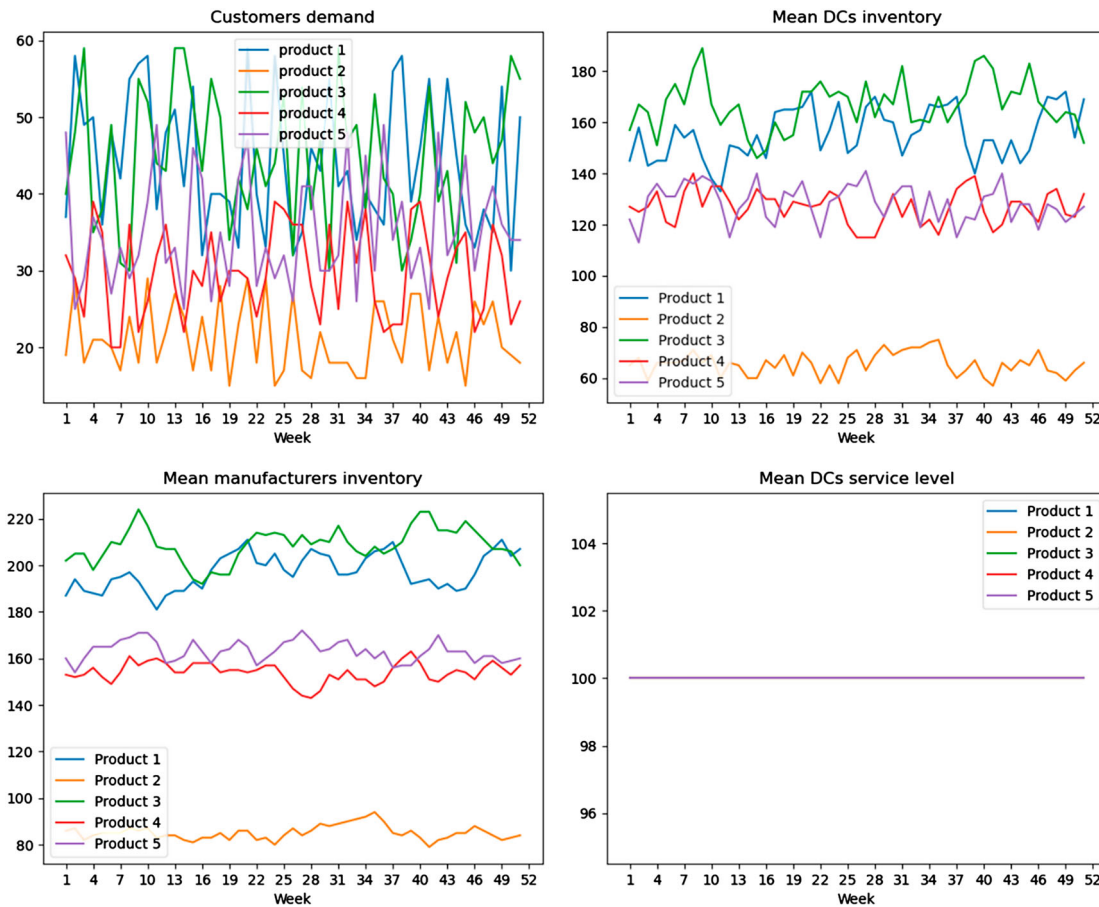 Customers demand
60
50
40
30
20
product 1
product 2
product 3
product 4
product 5
1 4 7 10 13 16 19 22 25 28 31 34 37 40 43 46 49 52
Week
Mean DCs inventory
180
160
140
120
100
80
60
Product 1
Product 2
Product 3
Product 4
Product 5
1 4 7 10 13 16 19 22 25 28 31 34 37 40 43 46 49 52
Week
Mean manufacturers inventory
220
200
180
160
140
120
100
80
Product 1
Product 2
Product 3
Product 4
Product 5
1 4 7 10 13 16 19 22 25 28 31 34 37 40 43 46 49 52
Week
Mean DCs service level
104
102
100
98
96
Product 1
Product 2
Product 3
Product 4
Product 5
1 4 7 10 13 16 19 22 25 28 31 34 37 40 43 46 49 52
Week